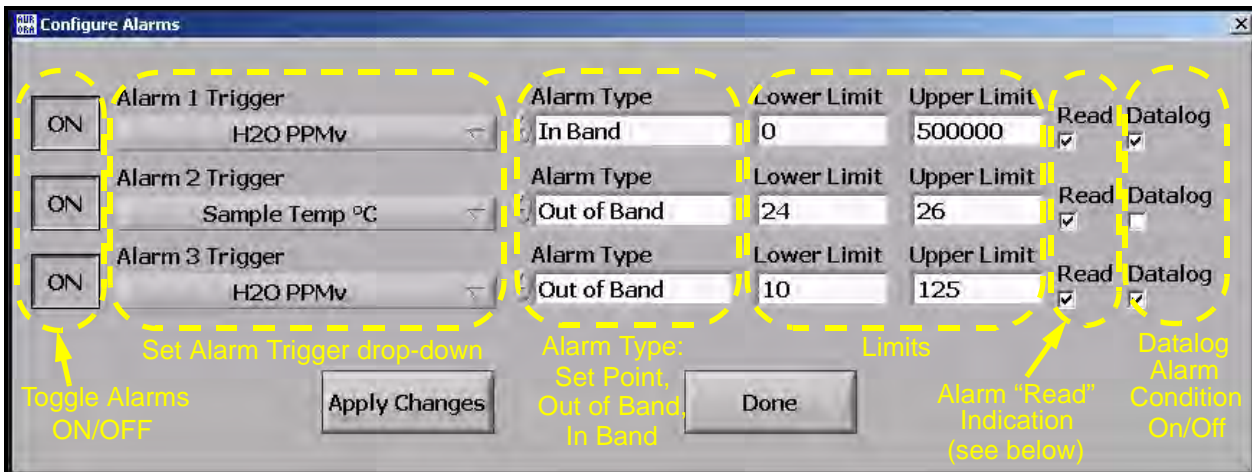 AUR
ORA
Configure Alarms
ON
Alarm 1 Trigger
H2O PPMv
Alarm Type
In Band
Lower Limit
0
Upper Limit
500000
Read
Datalog
ON
Alarm 2 Trigger
Sample Temp ºC
Alarm Type
Out of Band
Lower Limit
24
Upper Limit
26
Read
Datalog
ON
Alarm 3 Trigger
H2O PPMv
Alarm Type
Out of Band
Lower Limit
10
Upper Limit
125
Read
Datalog
Toggle Alarms
ON/OFF
Set Alarm Trigger drop-down
Alarm Type:
Set Point,
Out of Band,
In Band
Limits
Alarm “Read”
Indication
(see below)
Datalog
Alarm
Condition
On/Off
Apply Changes
Done